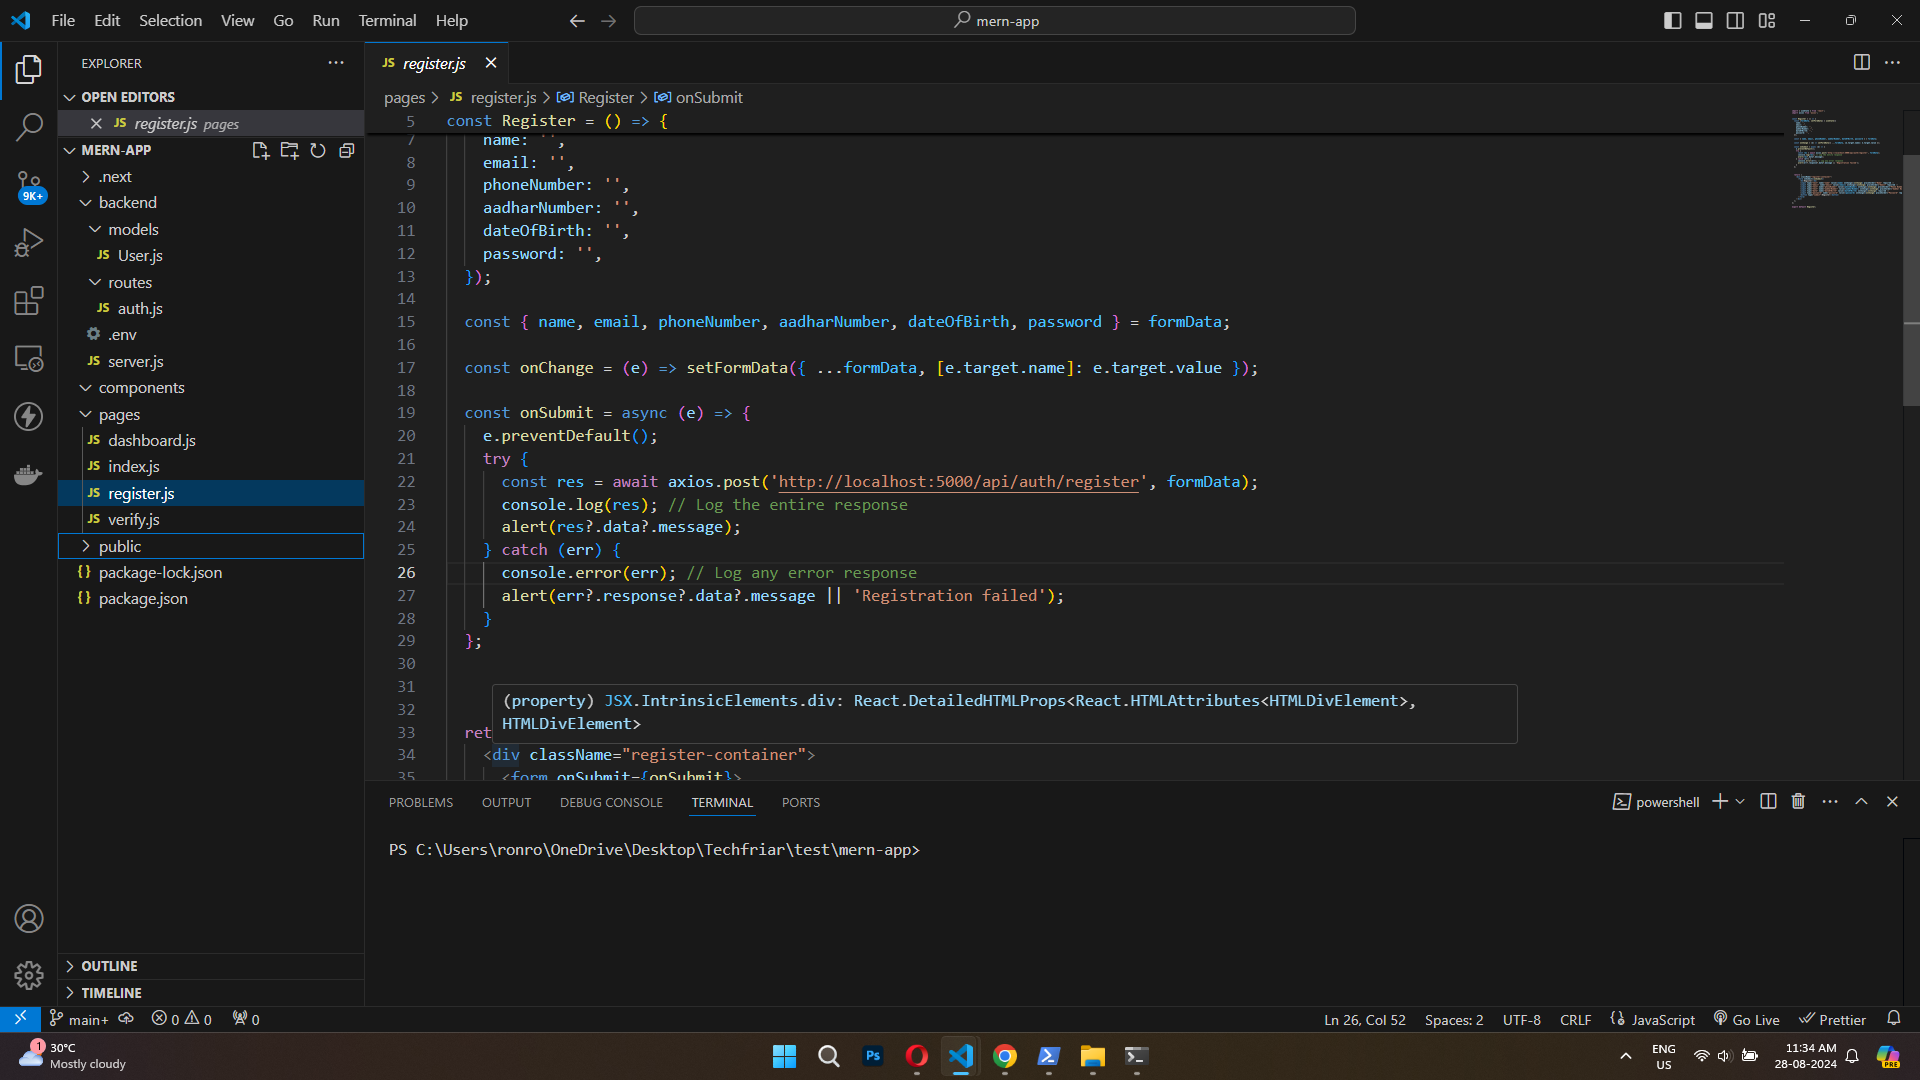 File Edit Selection View Go Run Terminal Help
mern-app
EXPLORER
OPEN EDITORS
JS register.js pages
MERN-APP
.next
backend
models
JS User.js
routes
JS auth.js
.env
JS server.js
components
pages
JS dashboard.js
JS index.js
JS register.js
JS verify.js
public
{} package-lock.json
{} package.json
OUTLINE
TIMELINE
9K+
JS register.js
pages > JS register.js > Register > onSubmit
5 const Register = () => {
7 name: '',
8 email: '',
9 phoneNumber: '',
10 aadharNumber: '',
11 dateOfBirth: '',
12 password: '',
13 });
14
15 const { name, email, phoneNumber, aadharNumber, dateOfBirth, password } = formData;
16
17 const onChange = (e) => setFormData({ ...formData, [e.target.name]: e.target.value });
18
19 const onSubmit = async (e) => {
20 e.preventDefault();
21 try {
22 const res = await axios.post('http://localhost:5000/api/auth/register', formData);
23 console.log(res); // Log the entire response
24 alert(res?.data?.message);
25 } catch (err) {
26 console.error(err); // Log any error response
27 alert(err?.response?.data?.message || 'Registration failed');
28 }
29 };
30
31
32
(property) JSX.IntrinsicElements.div: React.DetailedHTMLProps<React.HTMLAttributes<HTMLDivElement>,
HTMLDivElement>
33 ret
34 <div className="register-container">
35 <form onSubmit={onSubmit}>
PROBLEMS OUTPUT DEBUG CONSOLE TERMINAL PORTS
powershell
PS C:\Users\ronro\OneDrive\Desktop\Techfriar\test\mern-app>
main+ 0 0 0
Ln 26, Col 52 Spaces: 2 UTF-8 CRLF JavaScript Go Live Prettier
1
30°C
Mostly cloudy
Ps
ENG
US
11:34 AM
28-08-2024
PRE